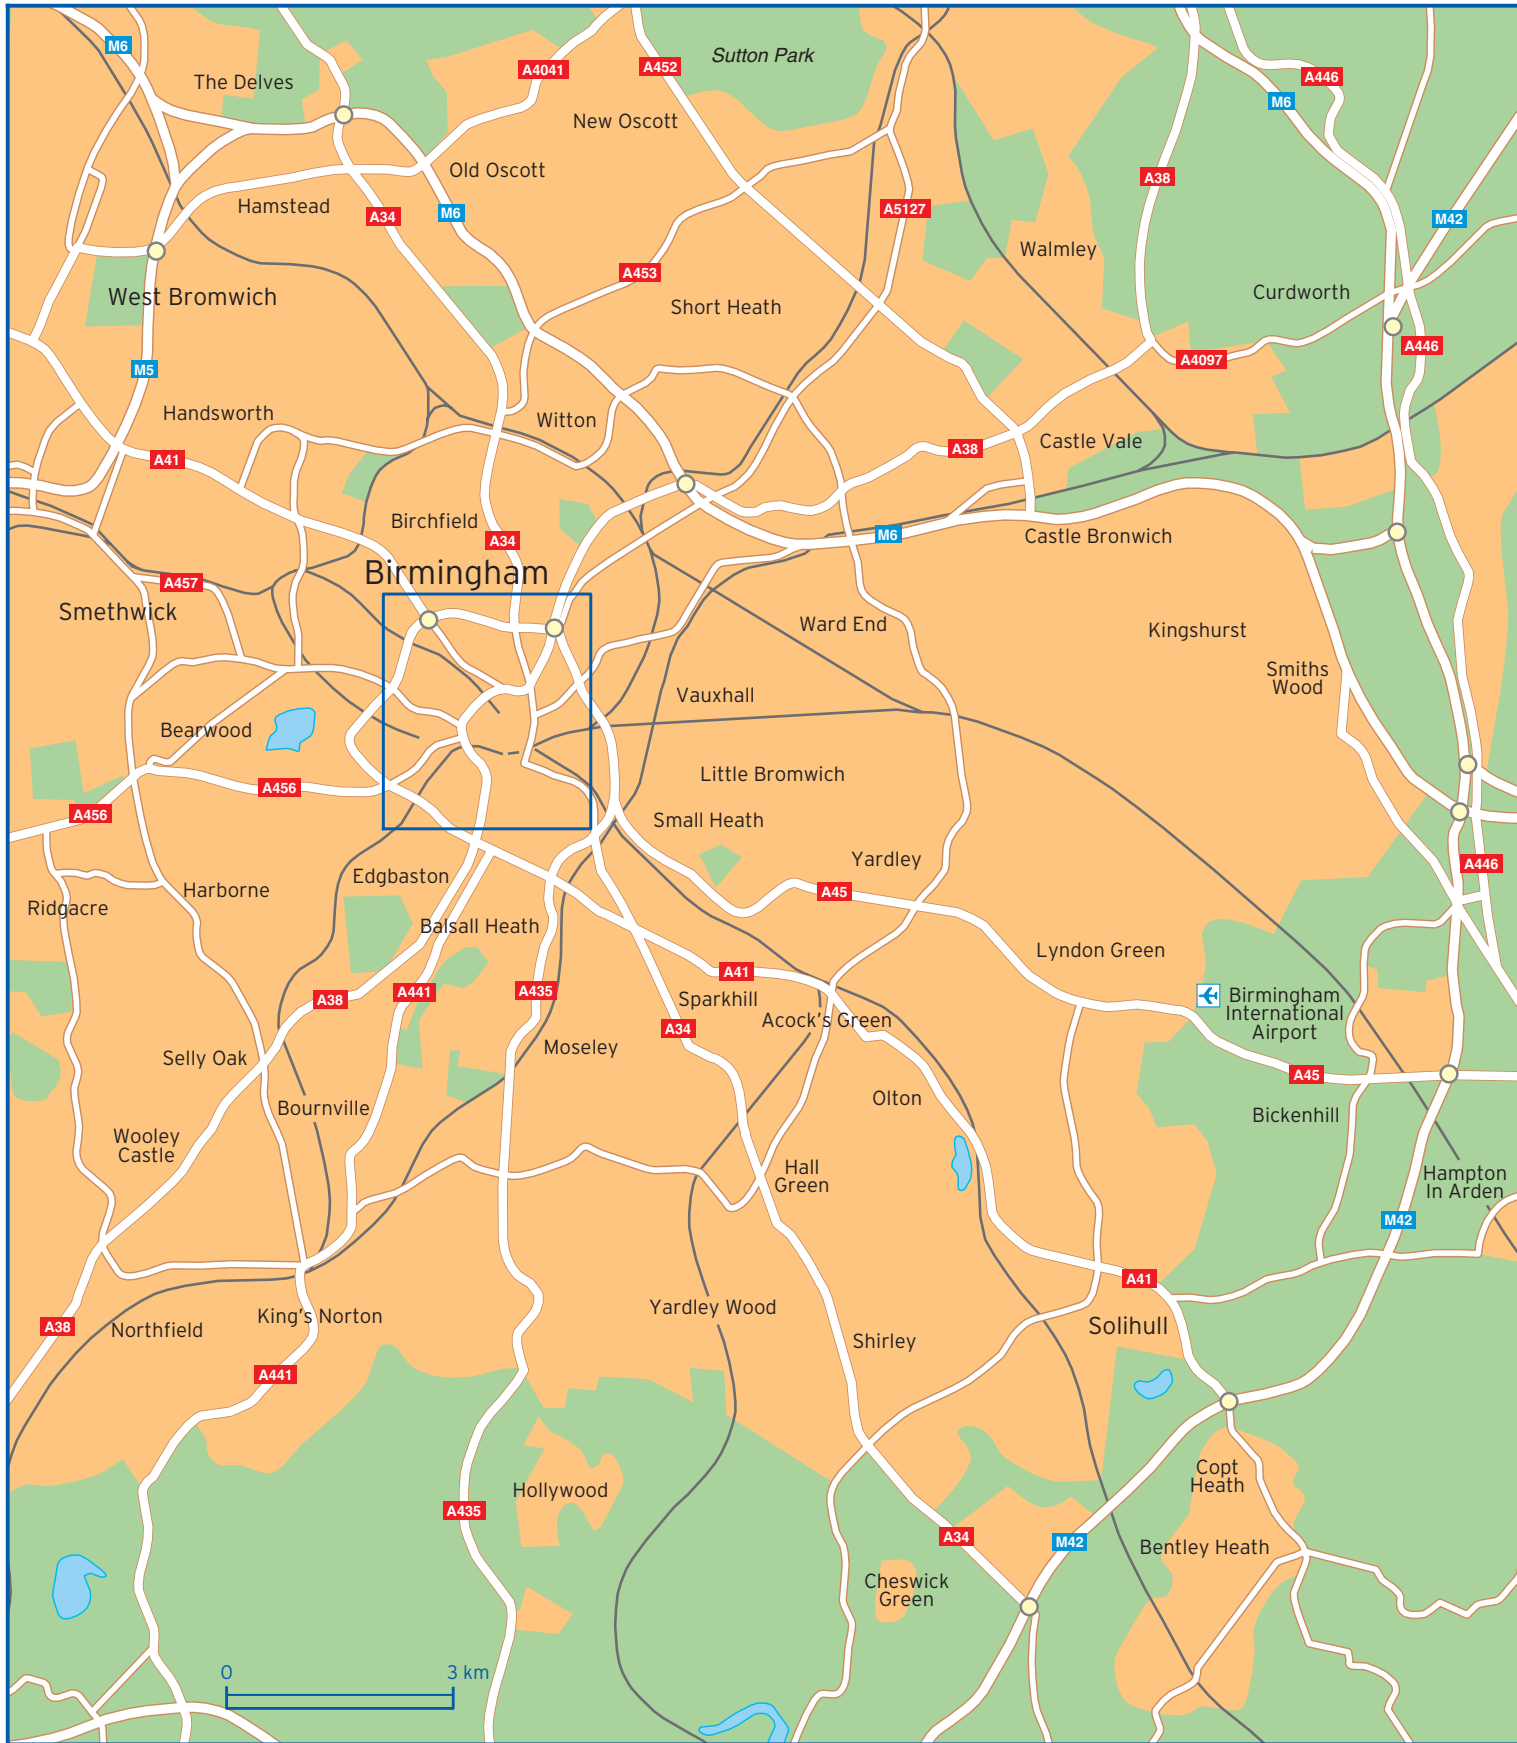 M6
A4041
A452
Sutton Park
A446
The Delves
M6
New Oscott
Old Oscott
A38
Hamstead
A34
M6
A5127
M42
Walmley
A453
West Bromwich
Short Heath
Curdworth
A446
M5
A4097
Handsworth
Witton
Castle Vale
A38
A41
Birchfield
A34
M6
Castle Bronwich
Birmingham
A457
Smethwick
Ward End
Kingshurst
Smiths
Wood
Vauxhall
Bearwood
Little Bromwich
A456
A456
Small Heath
Yardley
A446
Edgbaston
Harborne
A45
Ridgacre
Balsall Heath
Lyndon Green
A41
A38
A441
A435
Sparkhill
Birmingham
International
Airport
Acock's Green
A34
Moseley
Selly Oak
A45
Olton
Bournville
Bickenhill
Wooley
Castle
Hall
Green
Hampton
In Arden
M42
A41
Yardley Wood
King's Norton
A38
Northfield
Solihull
Shirley
A441
Copt
Heath
Hollywood
A435
A34
M42
Bentley Heath
Cheswick
Green
0
3 km